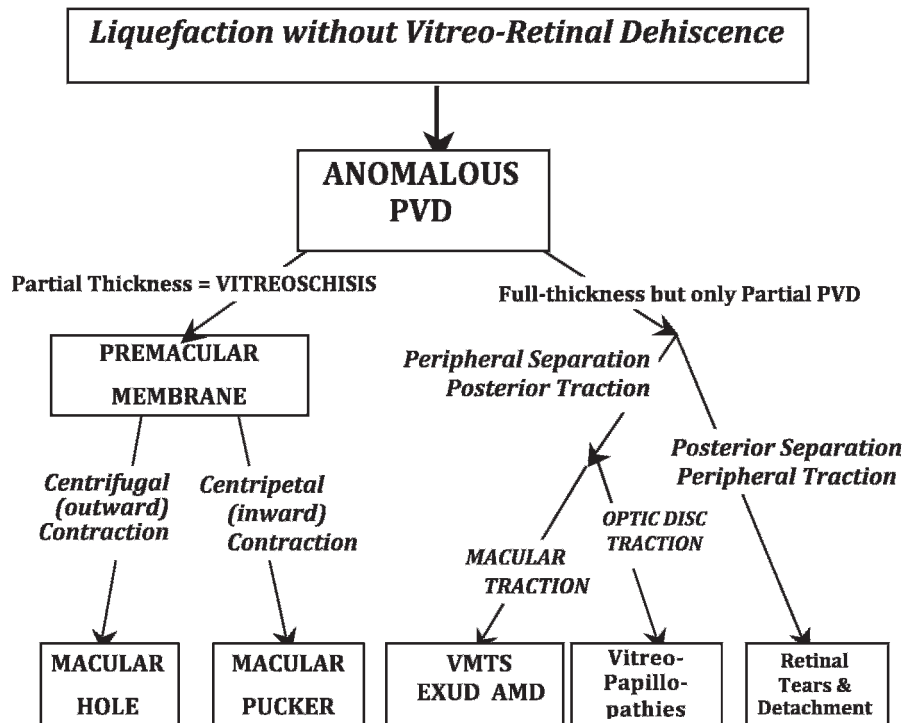 Liquefaction without Vitreo-Retinal Dehiscence
ANOMALOUS
PVD
Partial Thickness = VITREOSCHISIS
Full-thickness but only Partial PVD
PREMACULAR
MEMBRANE
Peripheral Separation
Posterior Traction
Centrifugal
(outward)
Contraction
Centripetal
(inward)
Contraction
Posterior Separation
Peripheral Traction
MACULAR
TRACTION
OPTIC DISC
TRACTION
MACULAR
HOLE
MACULAR
PUCKER
VMTS
EXUD AMD
Vitreo-
Papillo-
pathies
Retinal
Tears &
Detachment